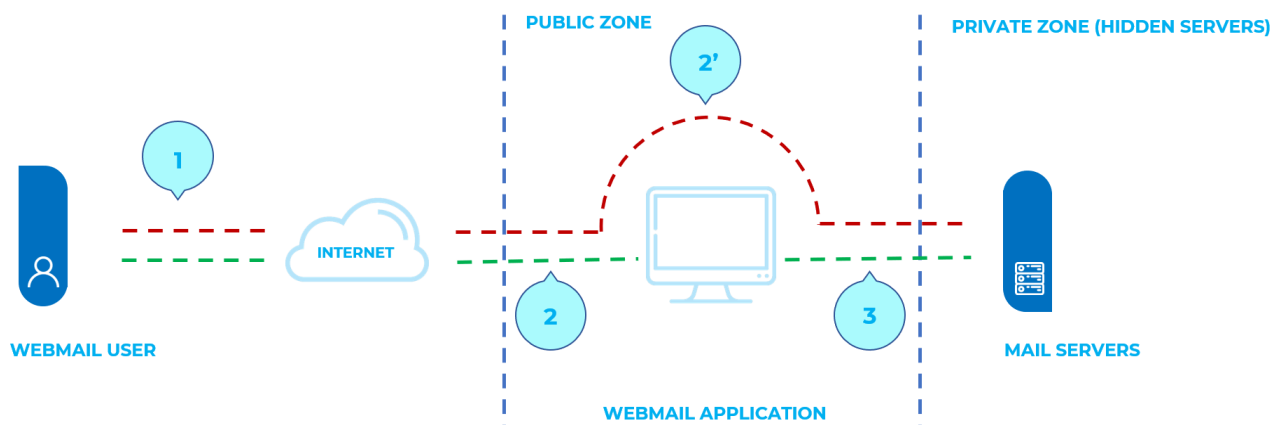 PUBLIC ZONE
PRIVATE ZONE (HIDDEN SERVERS)
2’
1
INTERNET
2
3
WEBMAIL USER
MAIL SERVERS
WEBMAIL APPLICATION